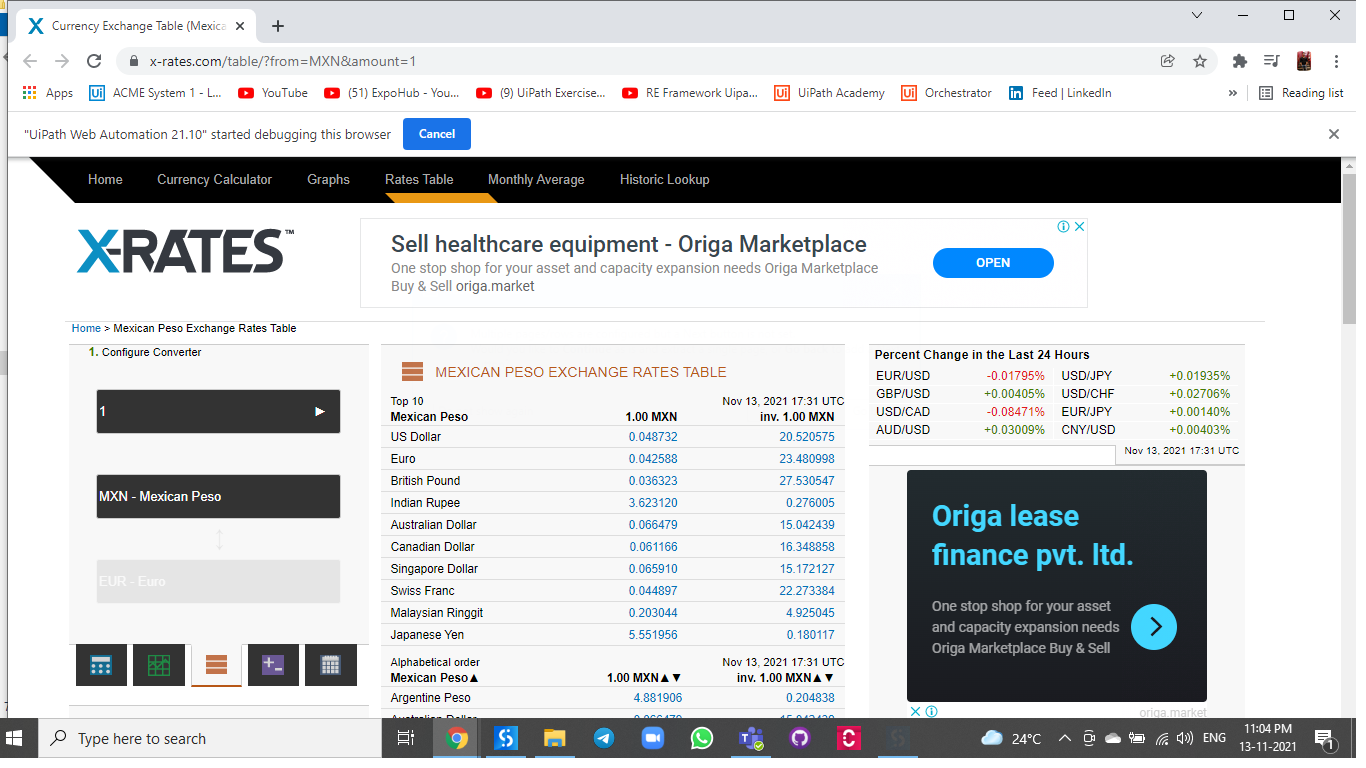 Currency Exchange Table (Mexica
x-rates.com/table/?from=MXN&amount=1
Apps ACME System 1 - L... YouTube (51) ExpoHub - You... (9) UiPath Exercise... RE Framework Uipa... UiPath Academy Orchestrator Feed | LinkedIn » Reading list
"UiPath Web Automation 21.10" started debugging this browser Cancel
Home Currency Calculator Graphs Rates Table Monthly Average Historic Lookup
X-RATES™
Sell healthcare equipment - Origa Marketplace
One stop shop for your asset and capacity expansion needs Origa Marketplace
Buy & Sell origa.market
OPEN
Home > Mexican Peso Exchange Rates Table
1. Configure Converter
1
MXN - Mexican Peso
EUR - Euro
MEXICAN PESO EXCHANGE RATES TABLE
Top 10 Nov 13, 2021 17:31 UTC
Mexican Peso 1.00 MXN inv. 1.00 MXN
US Dollar 0.048732 20.520575
Euro 0.042588 23.480998
British Pound 0.036323 27.530547
Indian Rupee 3.623120 0.276005
Australian Dollar 0.066479 15.042439
Canadian Dollar 0.061166 16.348858
Singapore Dollar 0.065910 15.172127
Swiss Franc 0.044897 22.273384
Malaysian Ringgit 0.203044 4.925045
Japanese Yen 5.551956 0.180117
Alphabetical order Nov 13, 2021 17:31 UTC
Mexican Peso▲ 1.00 MXN▲▼ inv. 1.00 MXN▲▼
Argentine Peso 4.881906 0.204838
Australian Dollar 0.066479 15.042439
Percent Change in the Last 24 Hours
EUR/USD -0.01795% USD/JPY +0.01935%
GBP/USD +0.00405% USD/CHF +0.02706%
USD/CAD -0.08471% EUR/JPY +0.00140%
AUD/USD +0.03009% CNY/USD +0.00403%
Nov 13, 2021 17:31 UTC
Origa lease
finance pvt. ltd.
One stop shop for your asset
and capacity expansion needs
Origa Marketplace Buy & Sell
origa.market
Type here to search
24°C
ENG
11:04 PM
13-11-2021
1